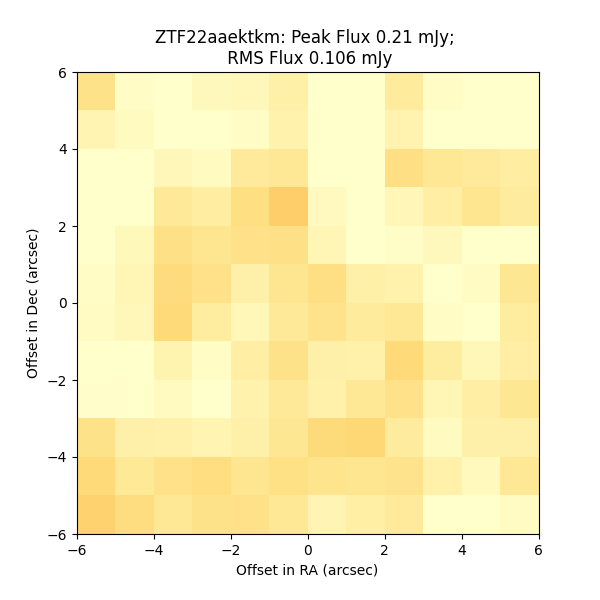 ZTF22aaektkm: Peak Flux 0.21 mJy;
RMS Flux 0.106 mJy
6
4
2
0
−2
−4
−6
Offset in Dec (arcsec)
−6 −4 −2 0 2 4 6
Offset in RA (arcsec)